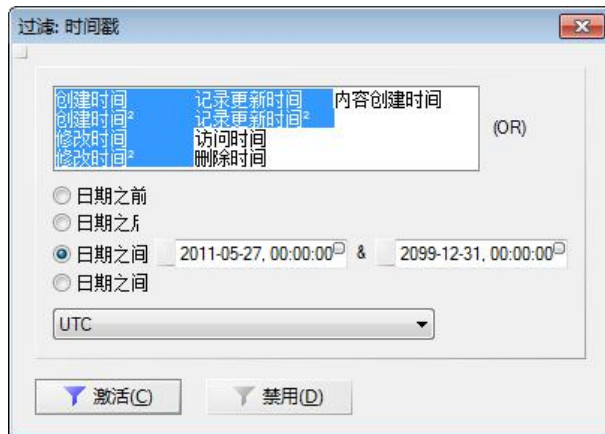 过滤: 时间戳
创建时间 记录更新时间 内容创建时间
创建时间² 记录更新时间²
修改时间 访问时间
修改时间² 删除时间
(OR)
日期之前
日期之后
日期之间 2011-05-27, 00:00:00 & 2099-12-31, 00:00:00
日期之间
UTC
激活(C) 禁用(D)